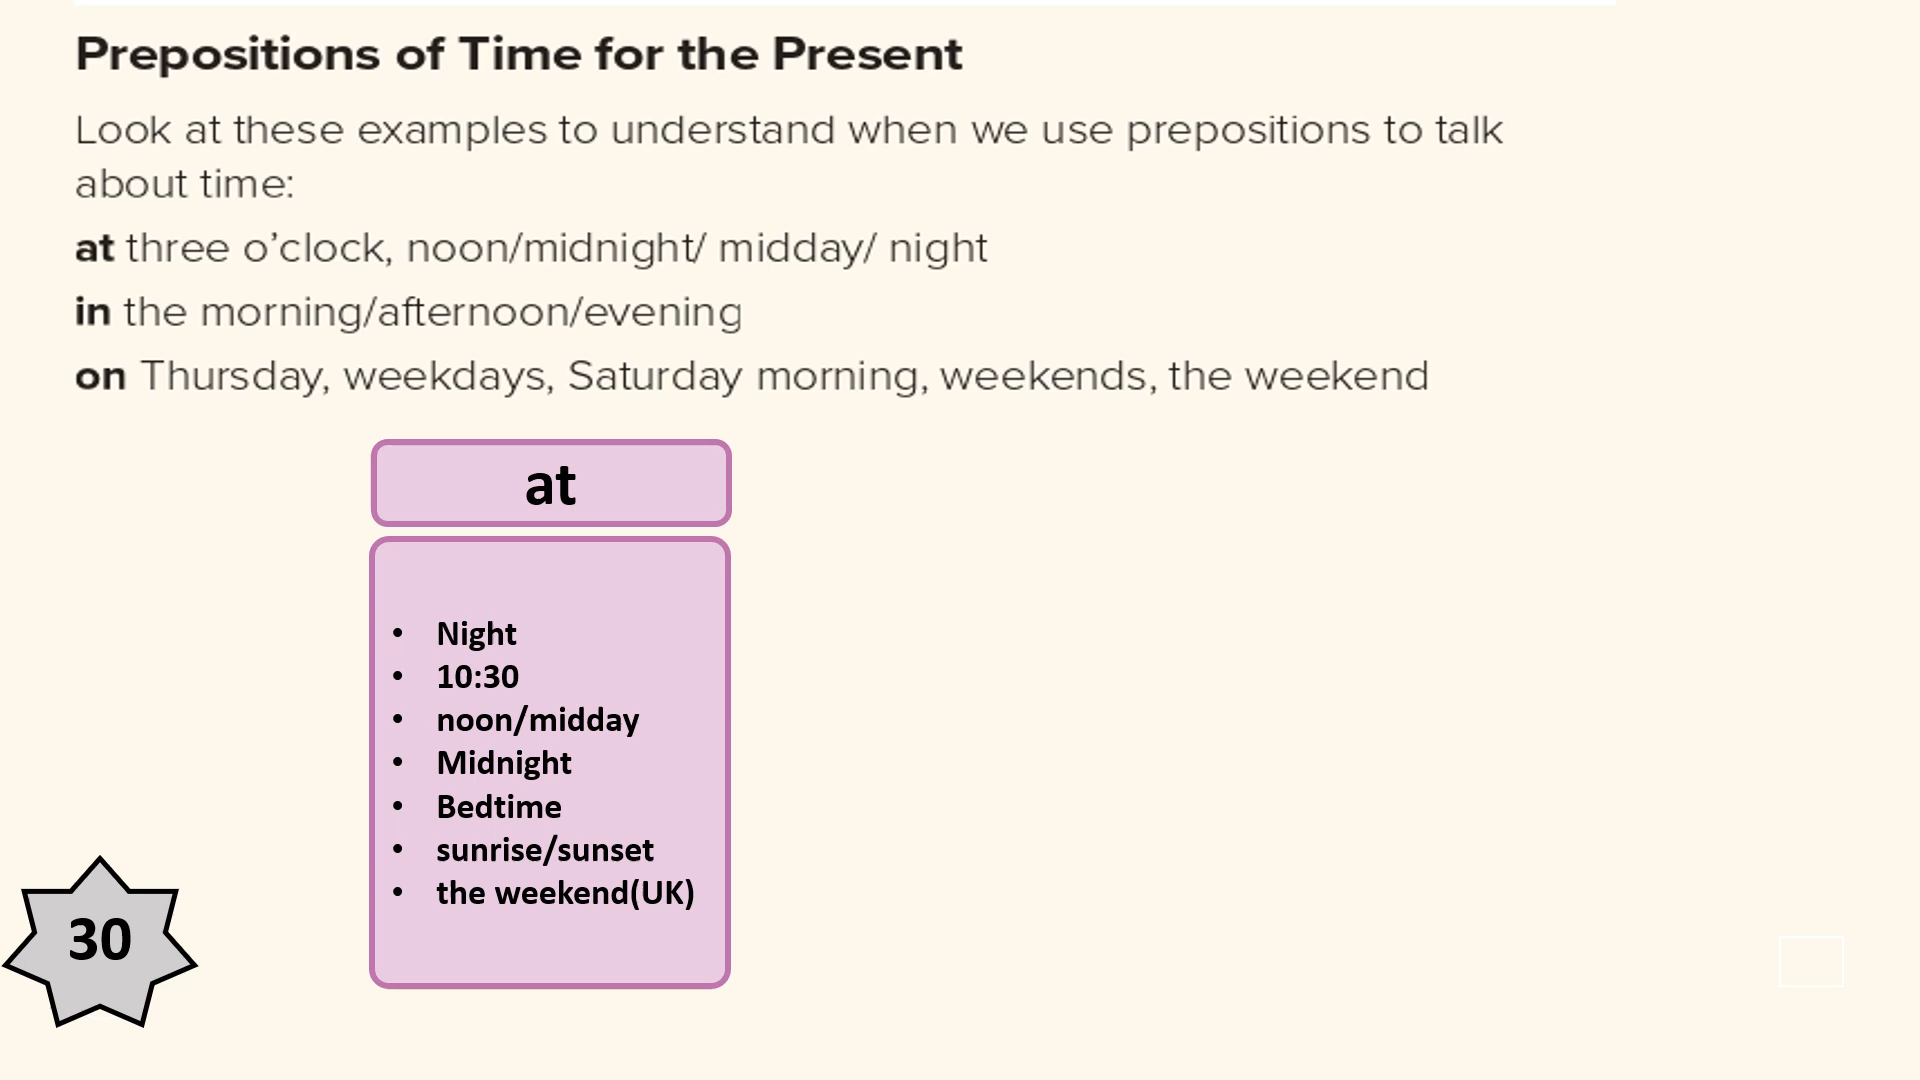 Prepositions of Time for the Present
Look at these examples to understand when we use prepositions to talk
about time:
at three o’clock, noon/midnight/ midday/ night
in the morning/afternoon/evening
on Thursday, weekdays, Saturday morning, weekends, the weekend
at
• Night
• 10:30
• noon/midday
• Midnight
• Bedtime
• sunrise/sunset
• the weekend(UK)
30